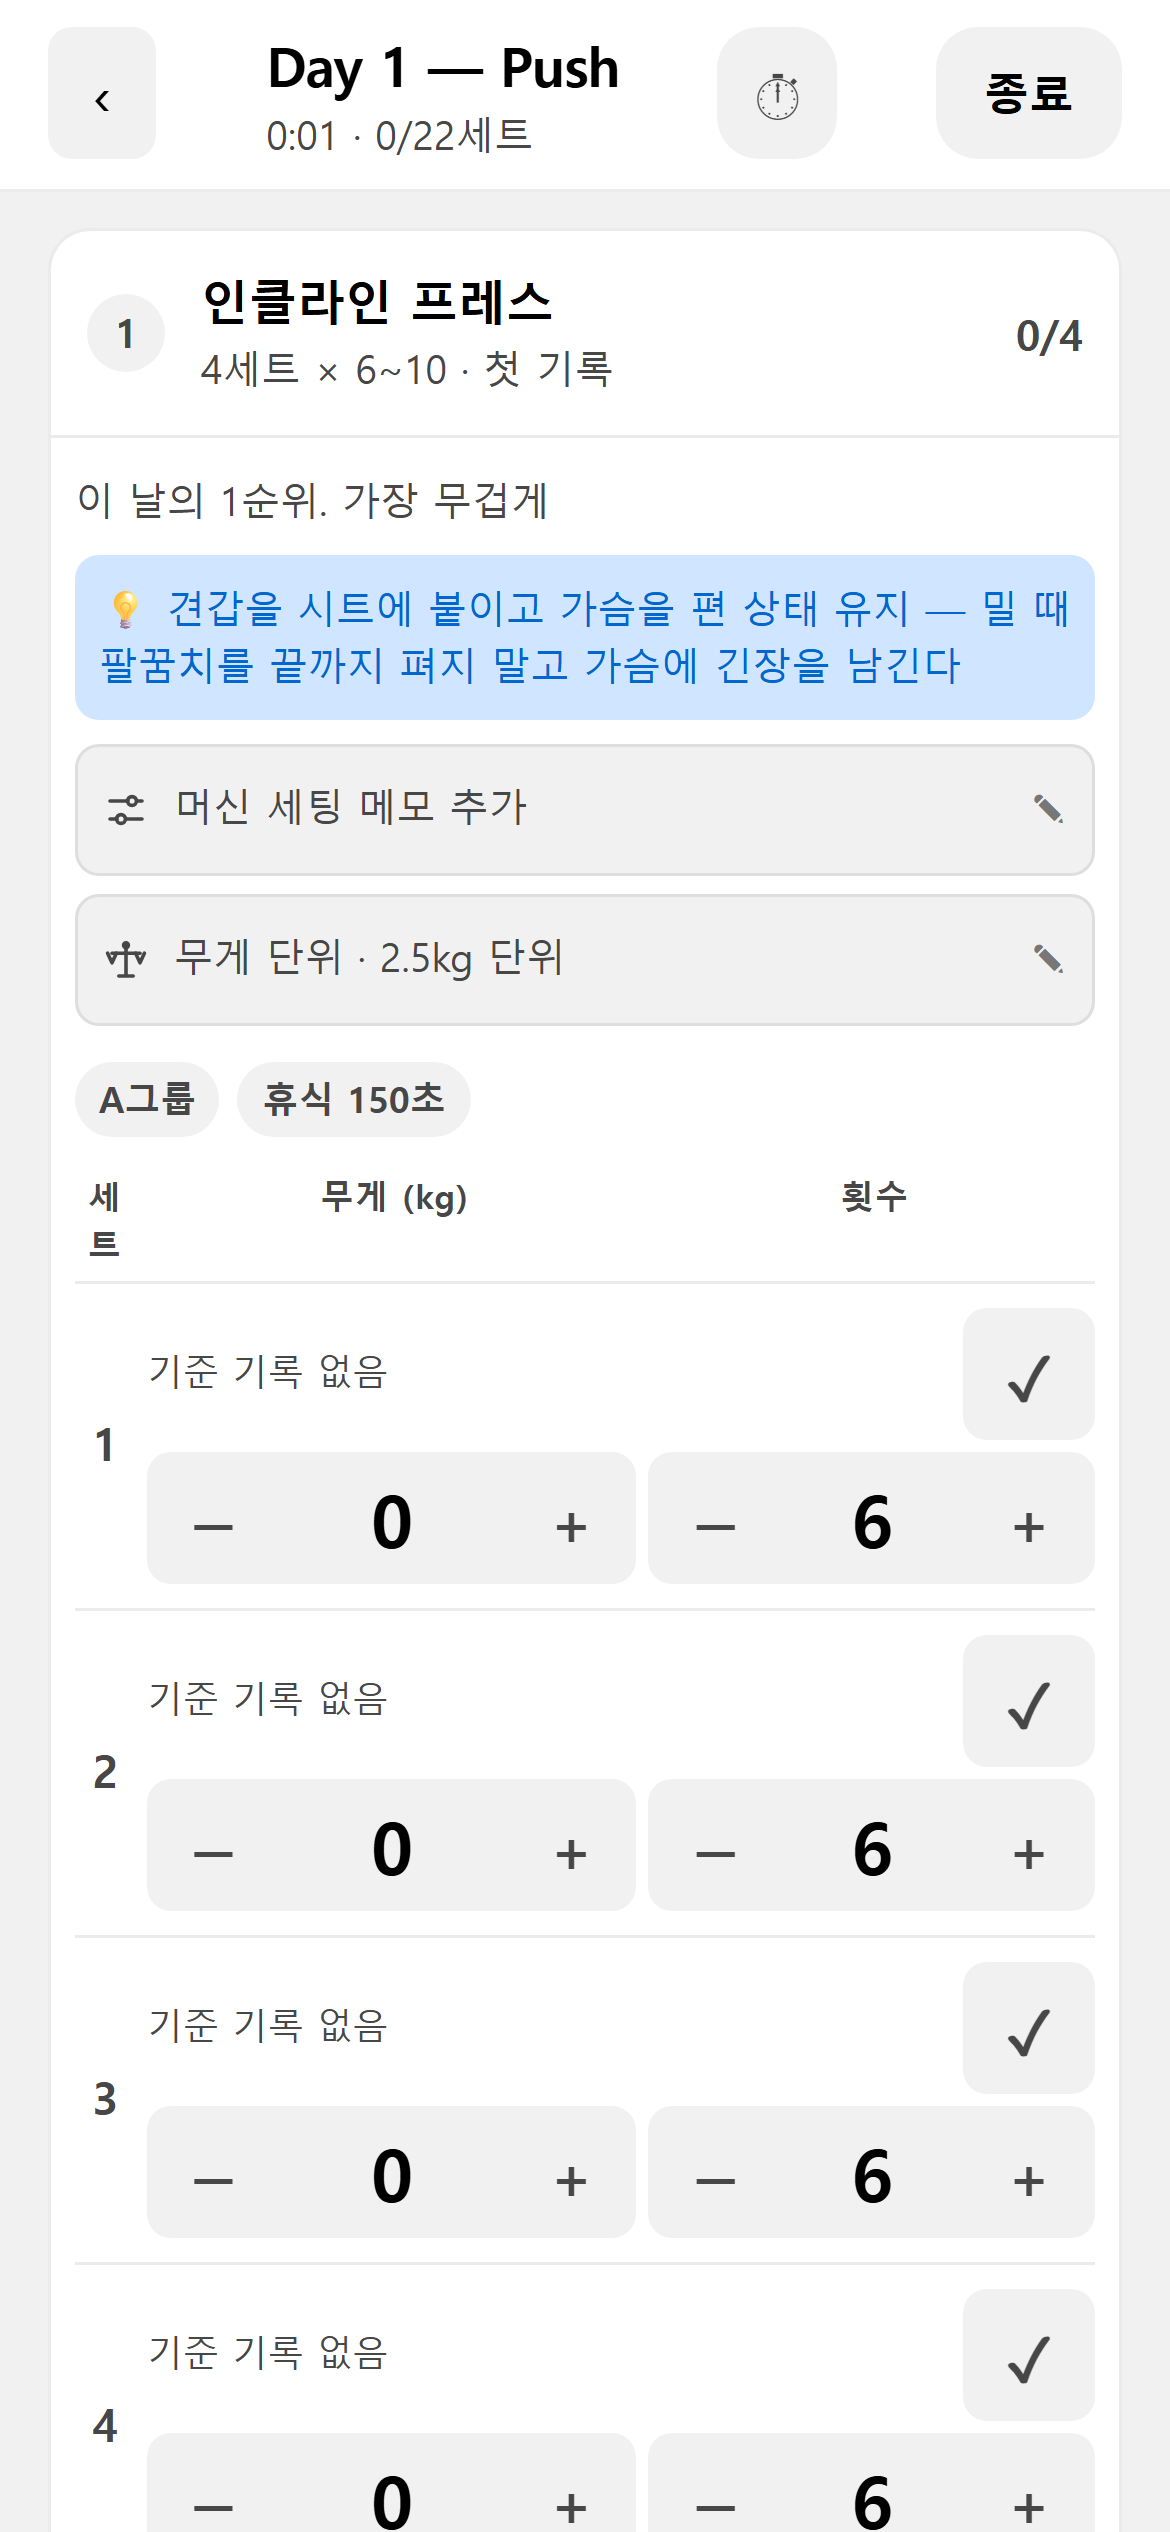 ‹
Day 1 — Push
0:01 · 0/22세트
종료
1
인클라인 프레스
4세트 × 6~10 · 첫 기록
0/4
이 날의 1순위. 가장 무겁게
💡 견갑을 시트에 붙이고 가슴을 편 상태 유지 — 밀 때
팔꿈치를 끝까지 펴지 말고 가슴에 긴장을 남긴다
머신 세팅 메모 추가
무게 단위 · 2.5kg 단위
A그룹 휴식 150초
세트 무게 (kg) 횟수
기준 기록 없음 ✓
1
— 0 + — 6 +
기준 기록 없음 ✓
2
— 0 + — 6 +
기준 기록 없음 ✓
3
— 0 + — 6 +
기준 기록 없음 ✓
4
— 0 + — 6 +